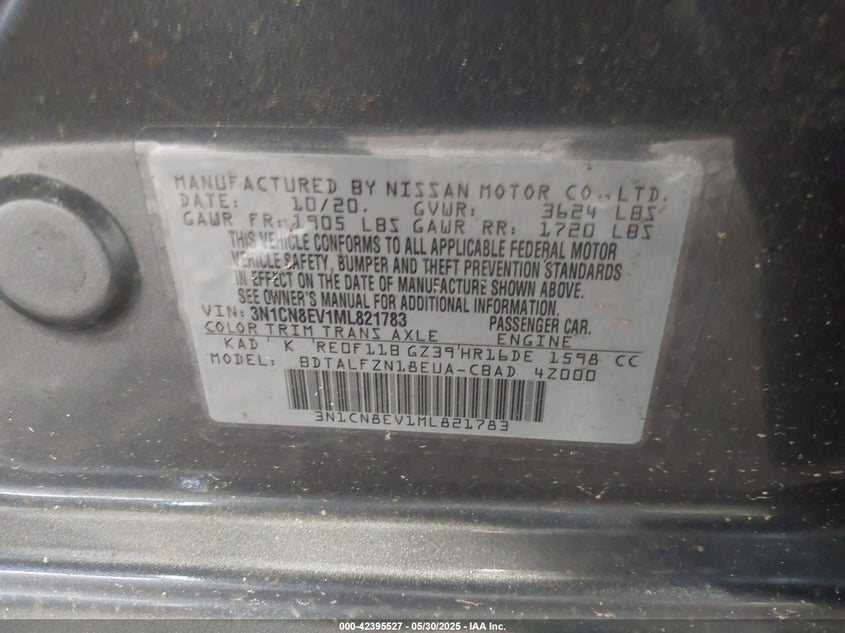 MANUFACTURED BY NISSAN MOTOR CO., LTD.
DATE: 10/20. GVWR: 3624 LBS
GAWR FR: 1905 LBS GAWR RR: 1720 LBS
THIS VEHICLE CONFORMS TO ALL APPLICABLE FEDERAL MOTOR
VEHICLE SAFETY, BUMPER AND THEFT PREVENTION STANDARDS
IN EFFECT ON THE DATE OF MANUFACTURE SHOWN ABOVE.
SEE OWNER'S MANUAL FOR ADDITIONAL INFORMATION.
VIN: 3N1CN8EV1ML821783 PASSENGER CAR.
COLOR TRIM TRANS AXLE ENGINE
KAD K RE0F11B GZ39 HR16DE 1598 CC
MODEL: BDTALFZN18EUA-CBAD 4Z000
3N1CN8EV1ML821783
000-42395527 - 05/30/2025 - IAA Inc.